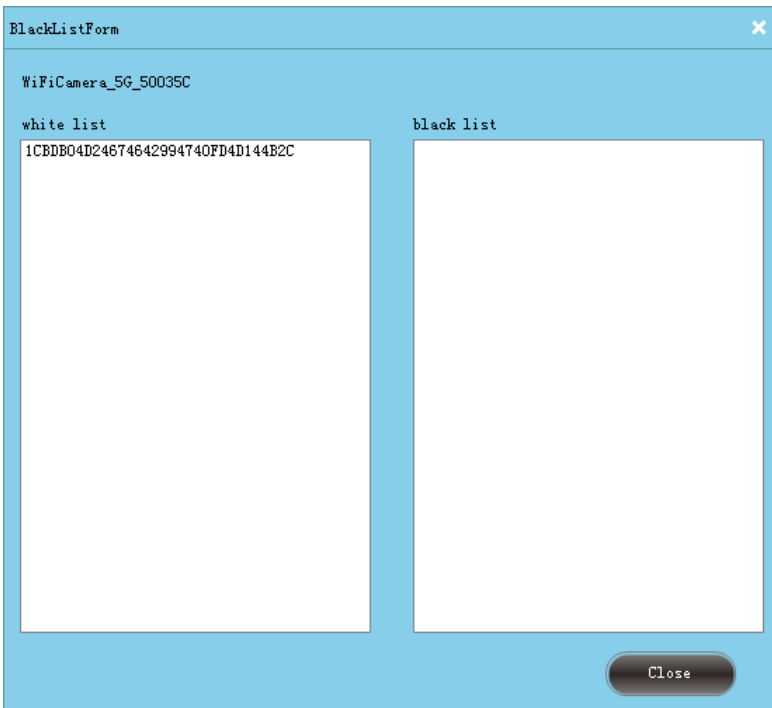 BlackListForm
WiFiCamera_5G_50035C
white list
black list
1CBDB04D24674642994740FD4D144B2C
Close